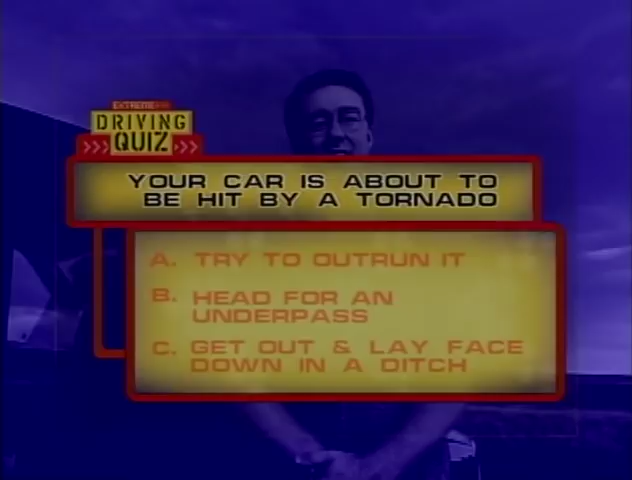 EXTREME
DRIVING
QUIZ
YOUR CAR IS ABOUT TO
BE HIT BY A TORNADO
A. TRY TO OUTRUN IT
B. HEAD FOR AN
UNDERPASS
C. GET OUT & LAY FACE
DOWN IN A DITCH